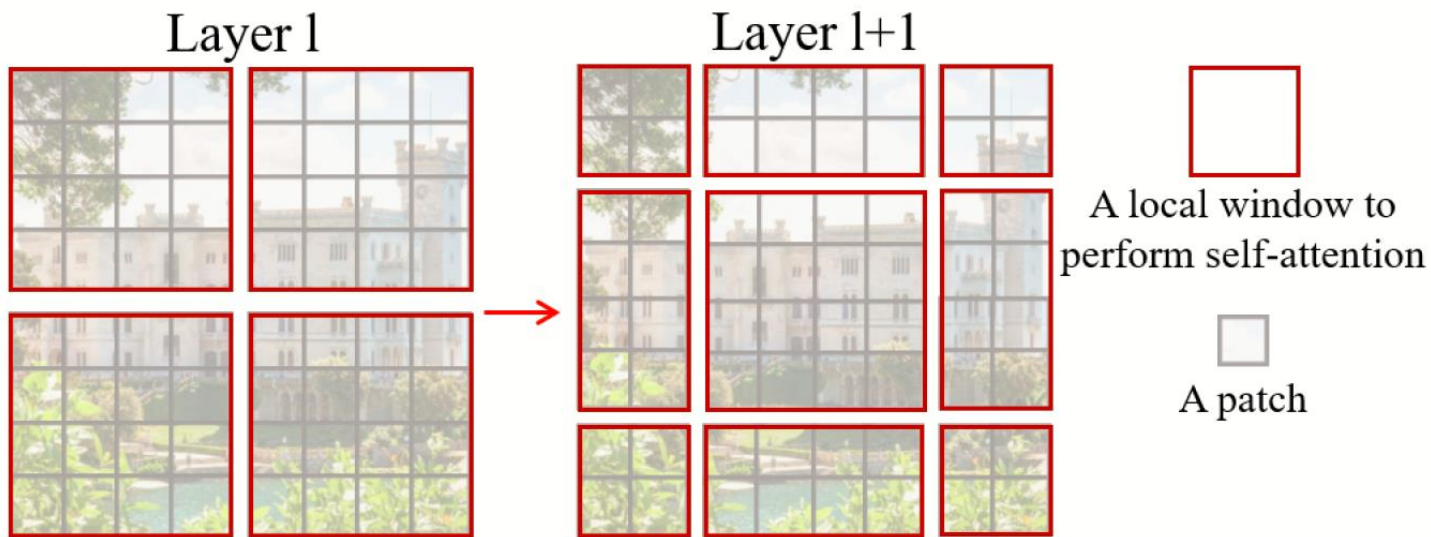 Layer l
Layer l+1
A local window to
perform self-attention
A patch